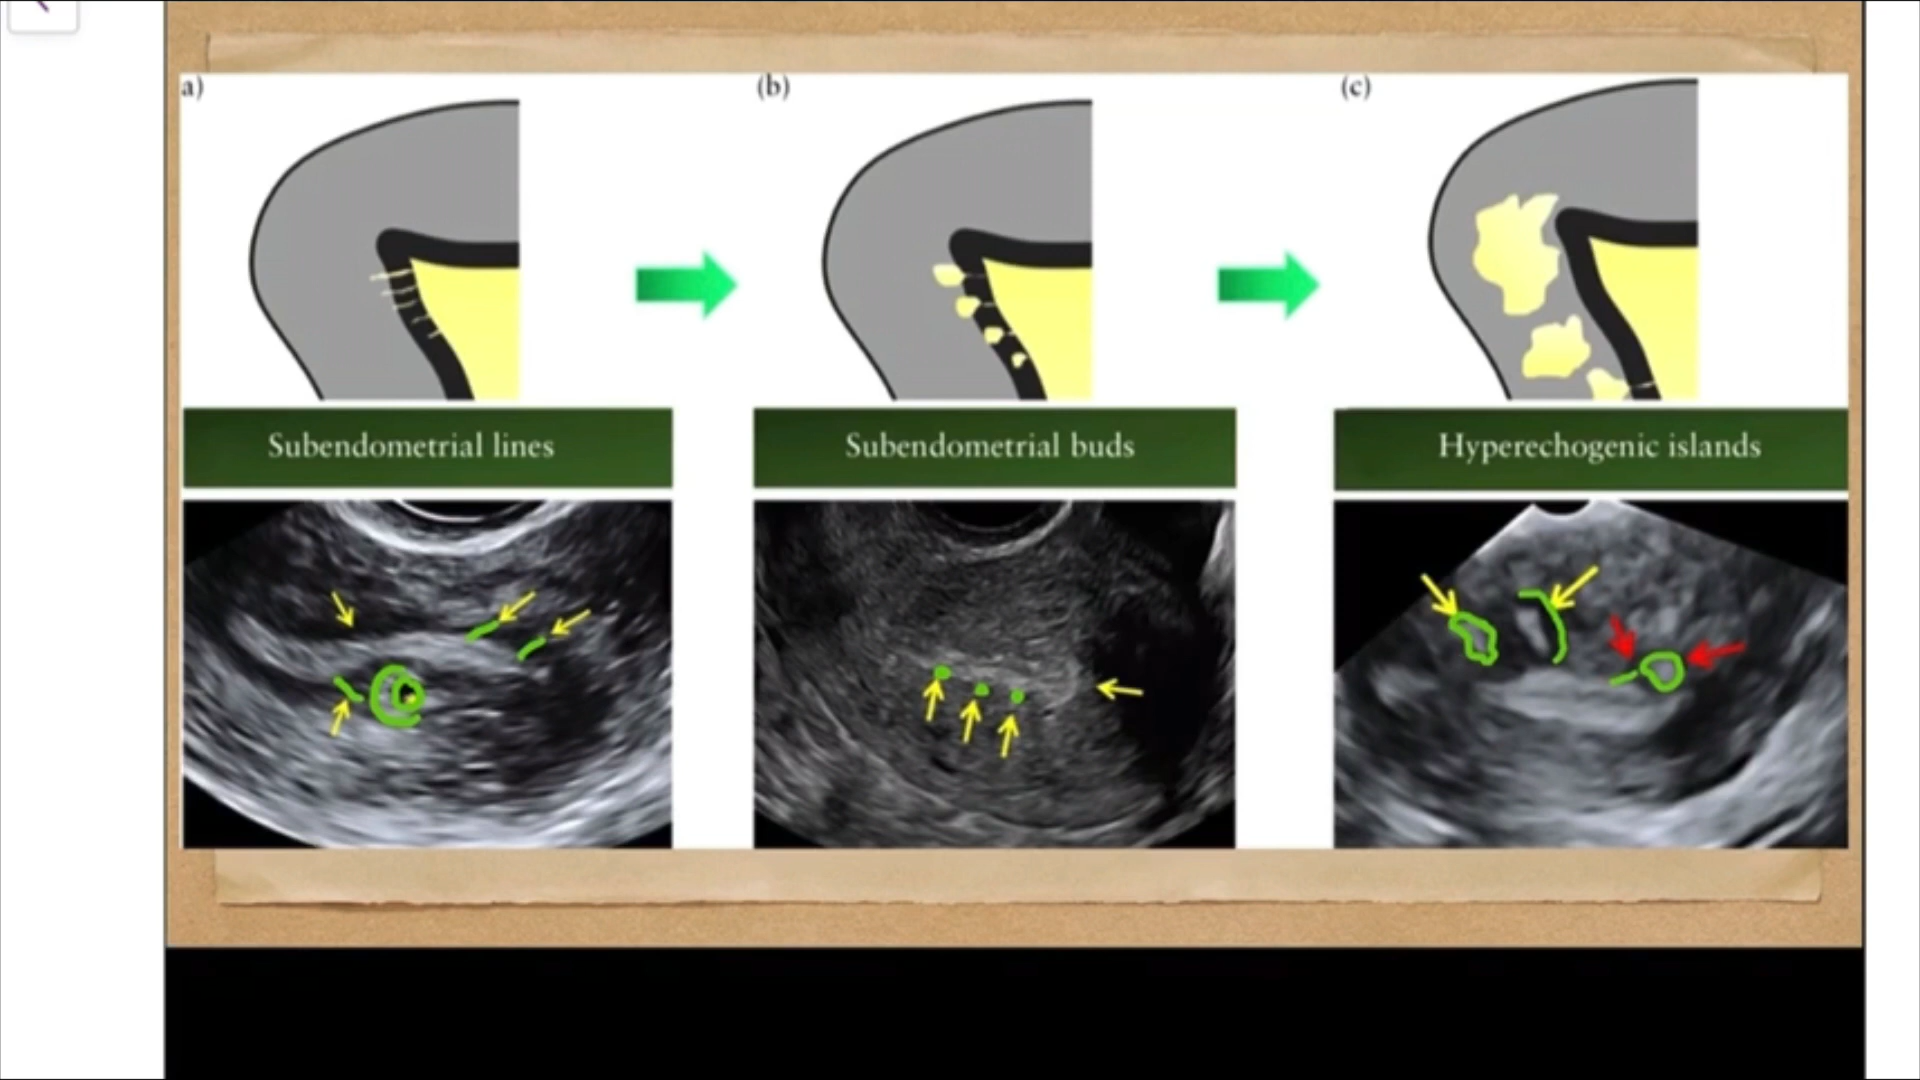 a)
(b)
(c)
Subendometrial lines
Subendometrial buds
Hyperechogenic islands